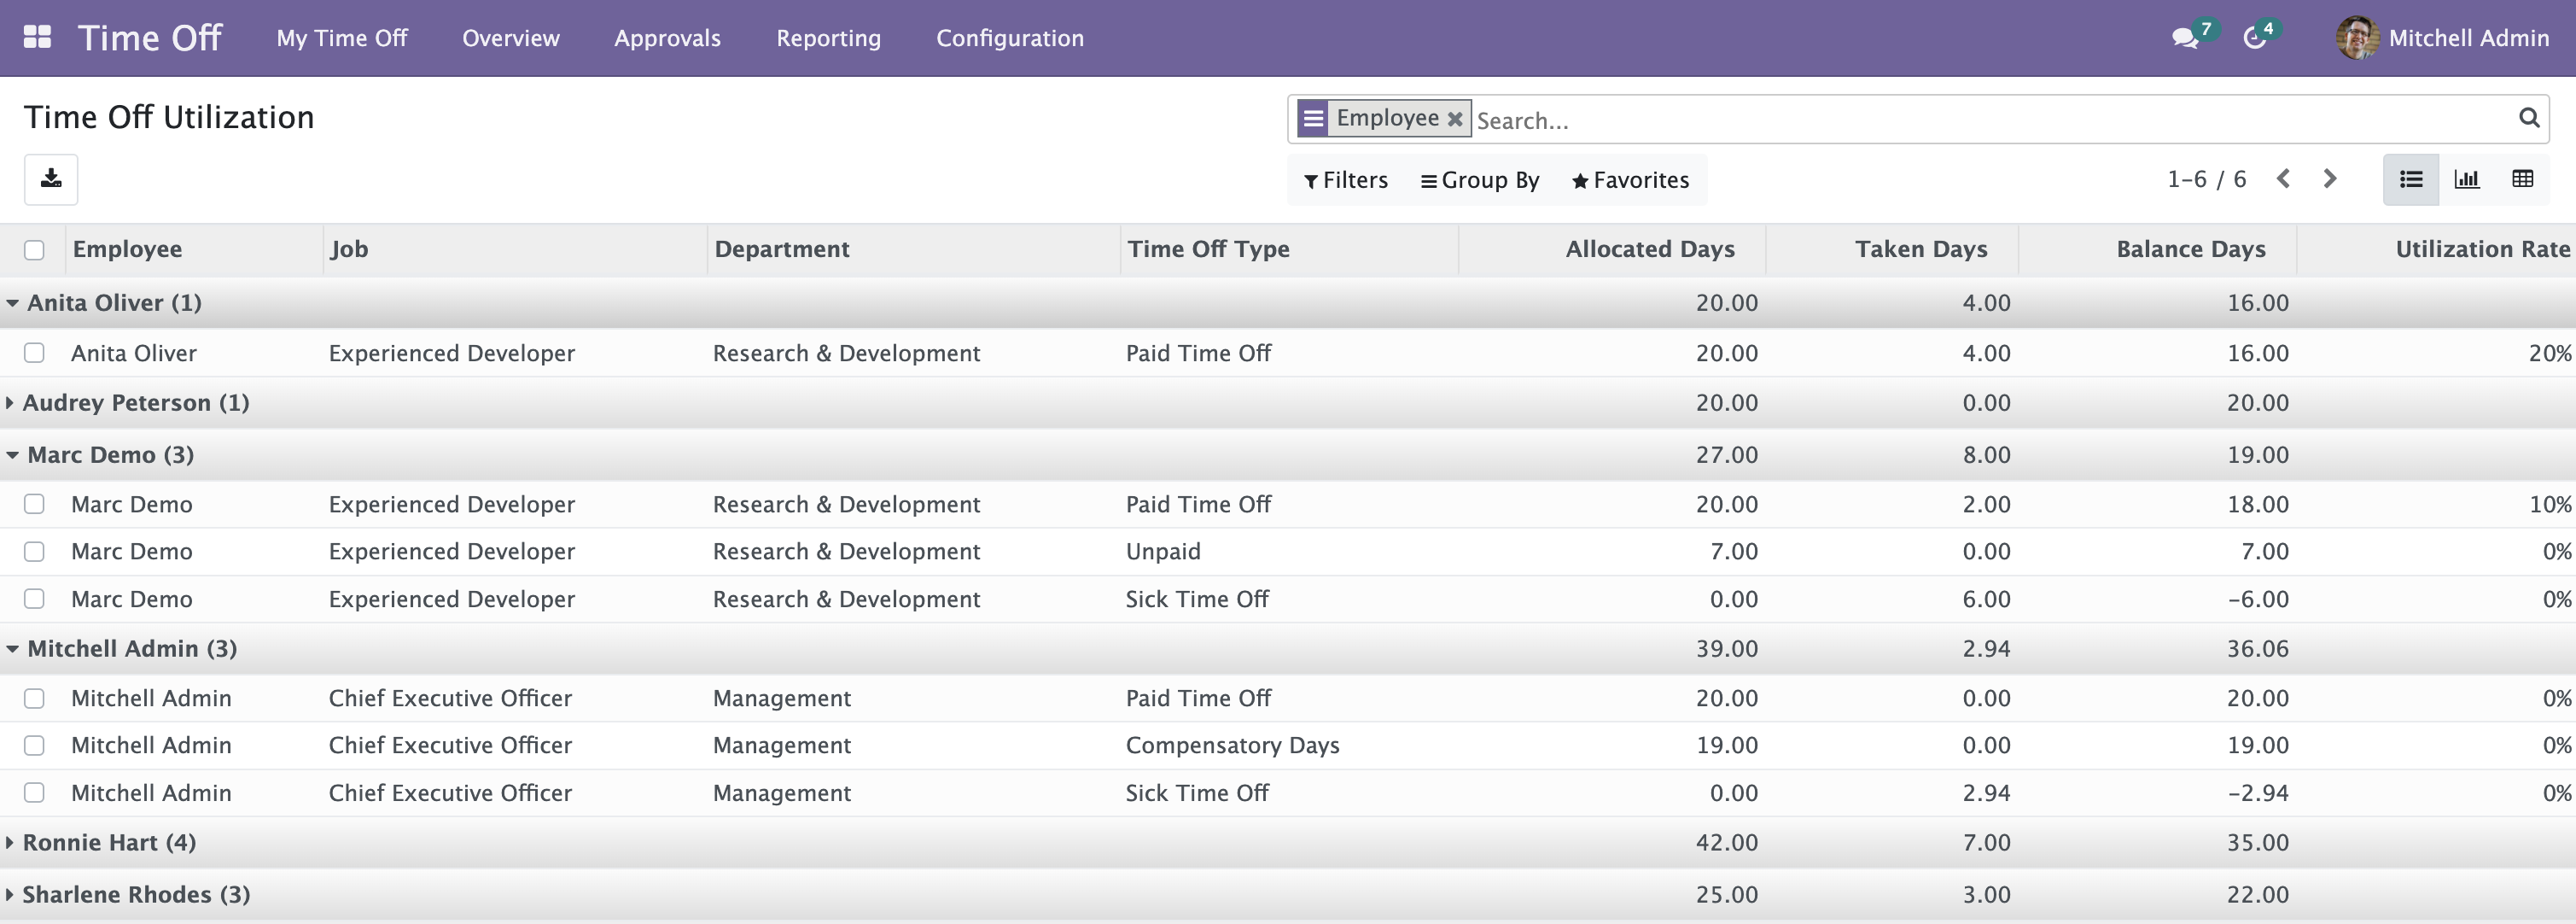 Time Off My Time Off Overview Approvals Reporting Configuration 7 4 Mitchell Admin
Time Off Utilization Employee Search...
Filters Group By Favorites 1-6 / 6
Employee Job Department Time Off Type Allocated Days Taken Days Balance Days Utilization Rate
Anita Oliver (1) 20.00 4.00 16.00
Anita Oliver Experienced Developer Research & Development Paid Time Off 20.00 4.00 16.00 20%
Audrey Peterson (1) 20.00 0.00 20.00
Marc Demo (3) 27.00 8.00 19.00
Marc Demo Experienced Developer Research & Development Paid Time Off 20.00 2.00 18.00 10%
Marc Demo Experienced Developer Research & Development Unpaid 7.00 0.00 7.00 0%
Marc Demo Experienced Developer Research & Development Sick Time Off 0.00 6.00 -6.00 0%
Mitchell Admin (3) 39.00 2.94 36.06
Mitchell Admin Chief Executive Officer Management Paid Time Off 20.00 0.00 20.00 0%
Mitchell Admin Chief Executive Officer Management Compensatory Days 19.00 0.00 19.00 0%
Mitchell Admin Chief Executive Officer Management Sick Time Off 0.00 2.94 -2.94 0%
Ronnie Hart (4) 42.00 7.00 35.00
Sharlene Rhodes (3) 25.00 3.00 22.00